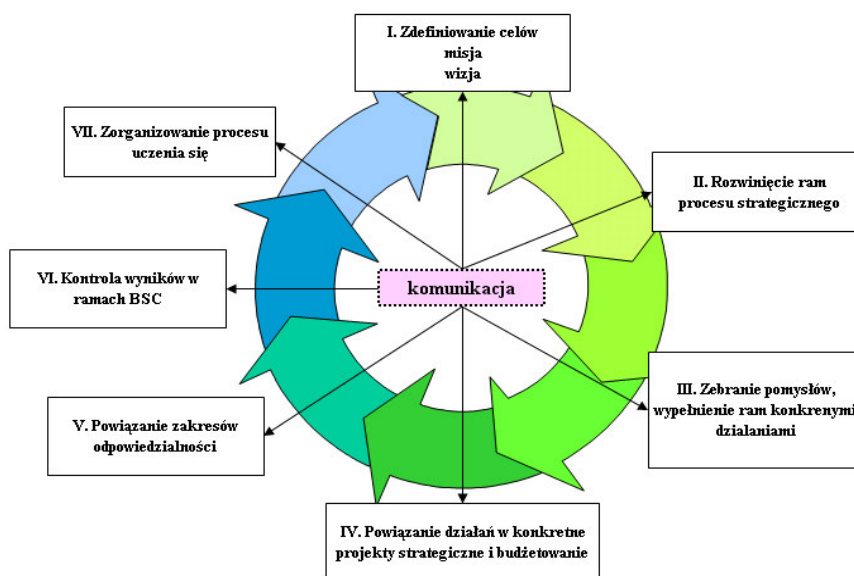 I. Zdefiniowanie celów
misja
wizja
II. Rozwinięcie ram
procesu strategicznego
III. Zebranie pomysłów,
wypełnienie ram konkrenymi
dzialaniami
IV. Powiązanie działań w konkretne
projekty strategiczne i budżetowanie
V. Powiązanie zakresów
odpowiedzialności
VI. Kontrola wyników w
ramach BSC
VII. Zorganizowanie procesu
uczenia się
komunikacja